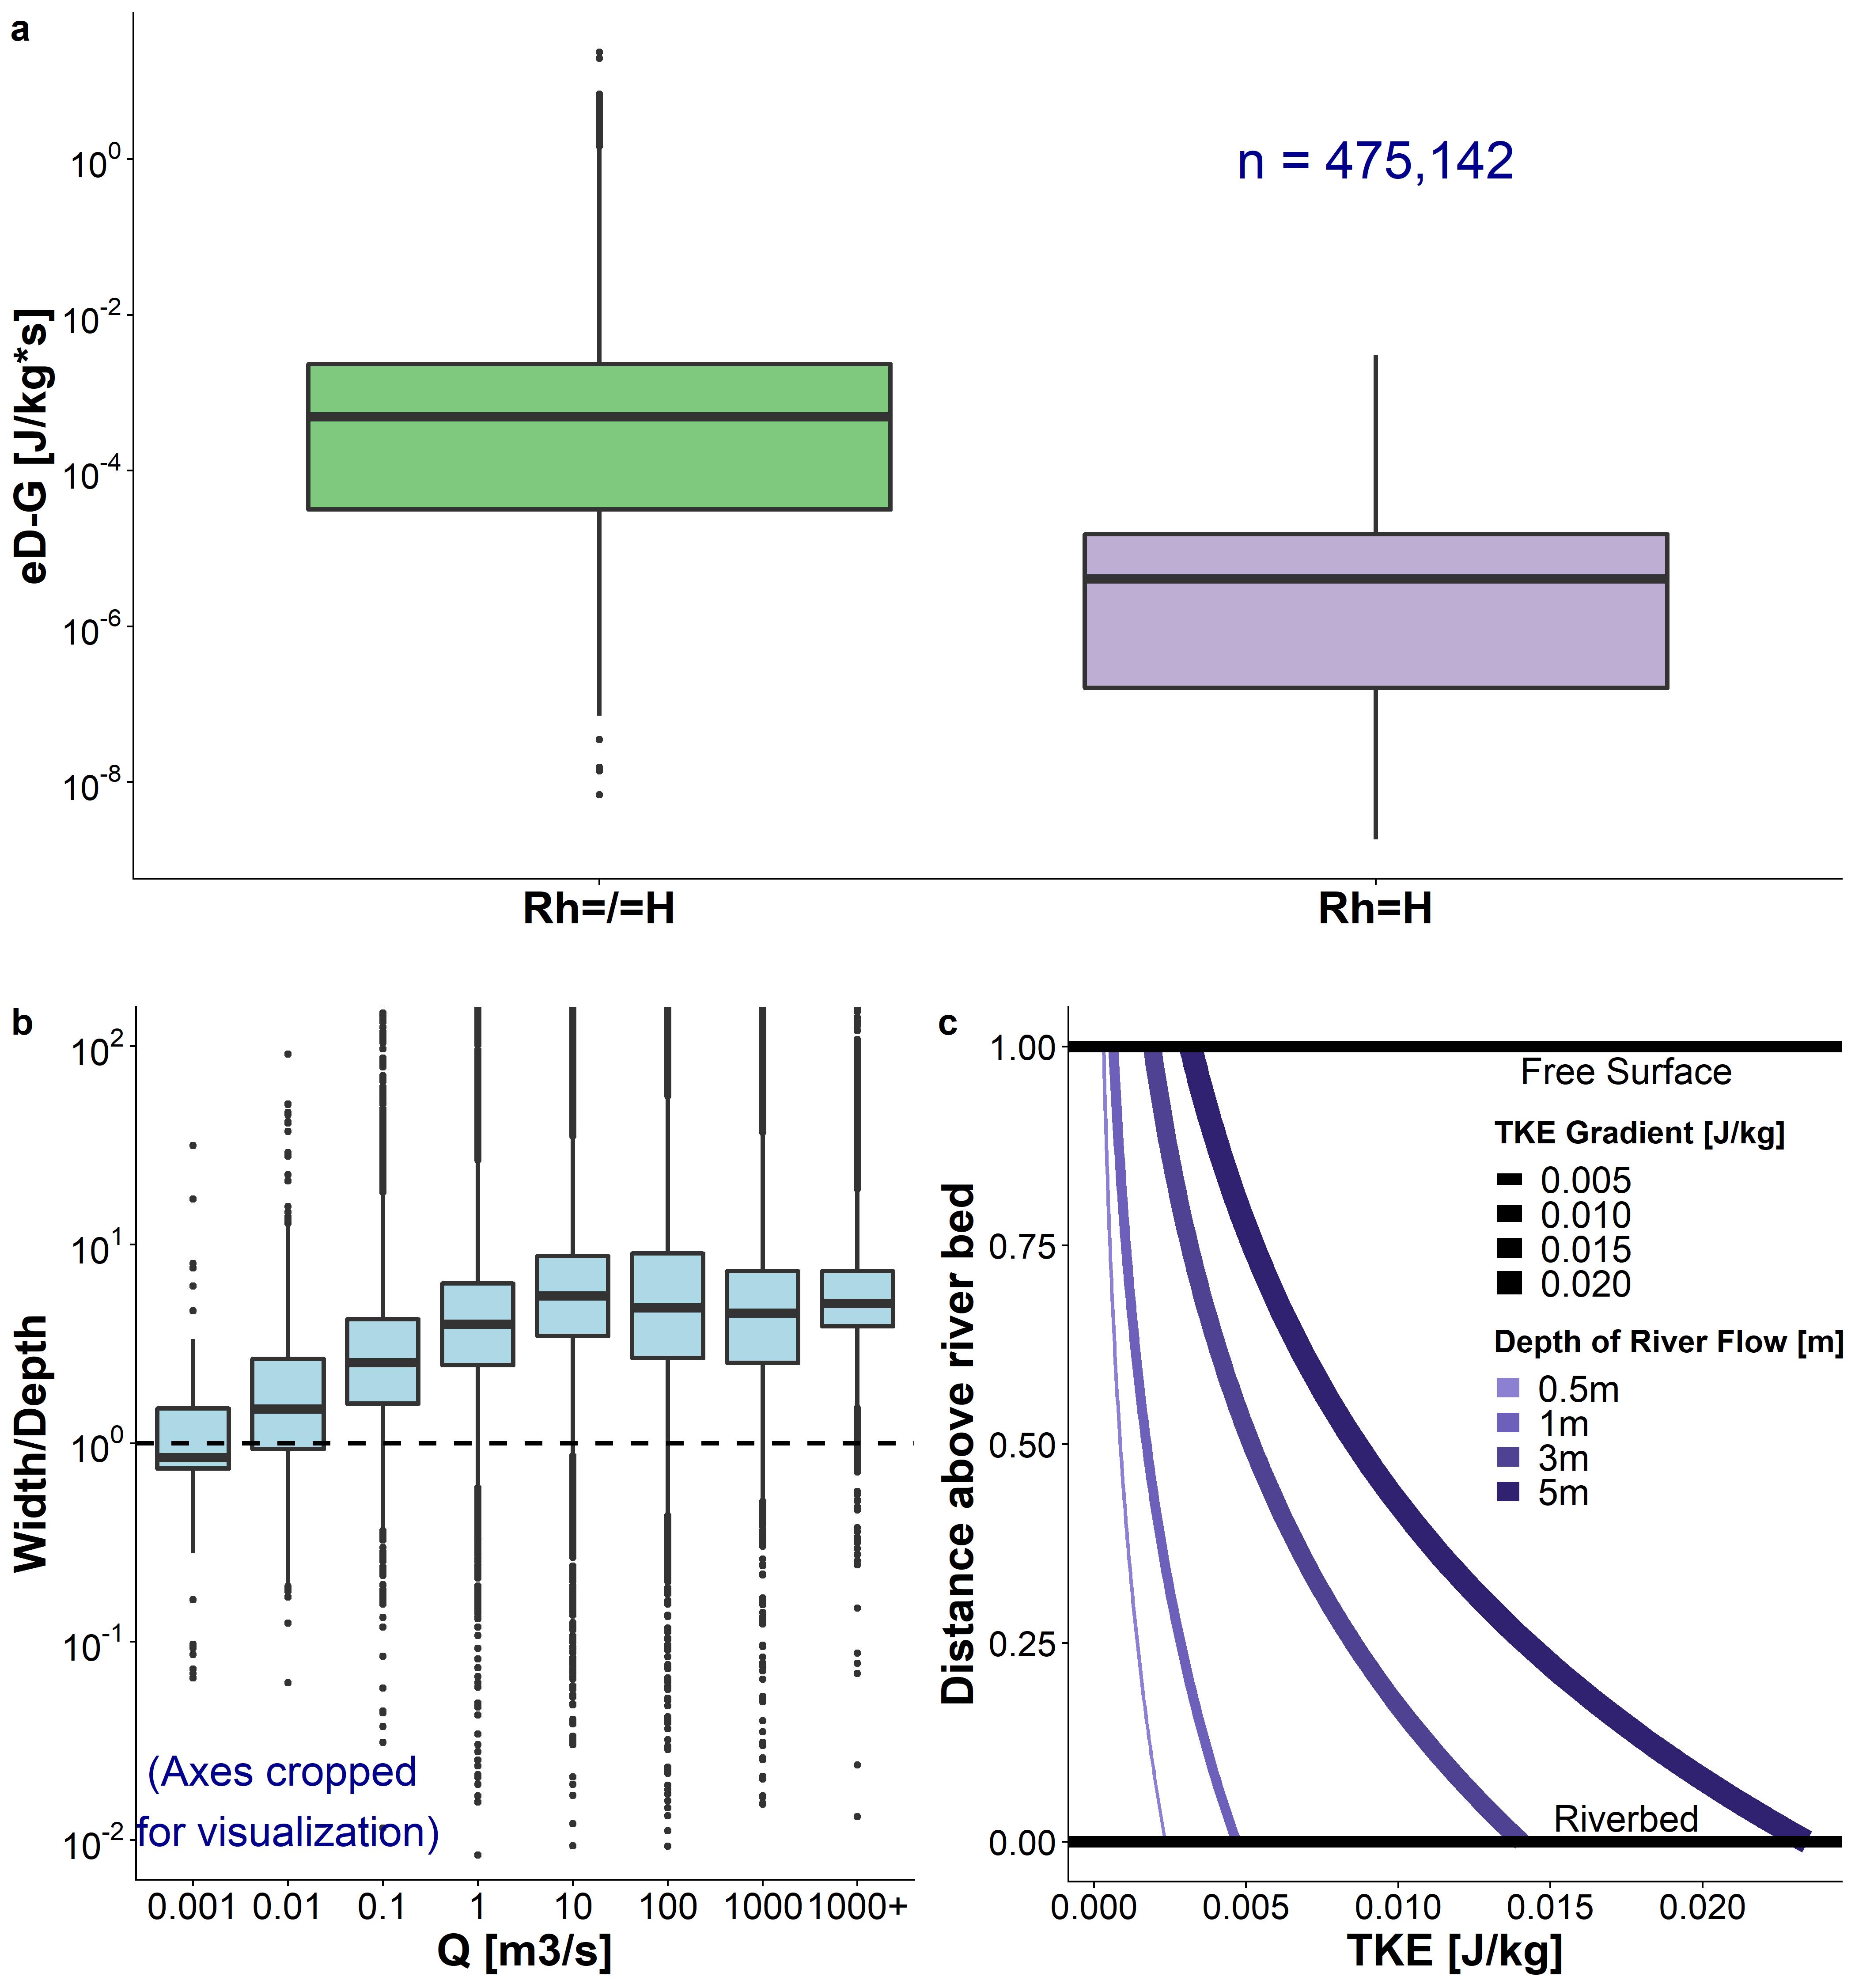 a
eD-G [J/kg*s]
10^0
10^-2
10^-4
10^-6
10^-8
n = 475,142
Rh=/=H
Rh=H
b
Width/Depth
10^2
10^1
10^0
10^-1
10^-2
(Axes cropped
for visualization)
0.001
0.01
0.1
1
10
100
1000
1000+
Q [m3/s]
c
Distance above river bed
1.00
0.75
0.50
0.25
0.00
Free Surface
TKE Gradient [J/kg]
0.005
0.010
0.015
0.020
Depth of River Flow [m]
0.5m
1m
3m
5m
Riverbed
0.000
0.005
0.010
0.015
0.020
TKE [J/kg]